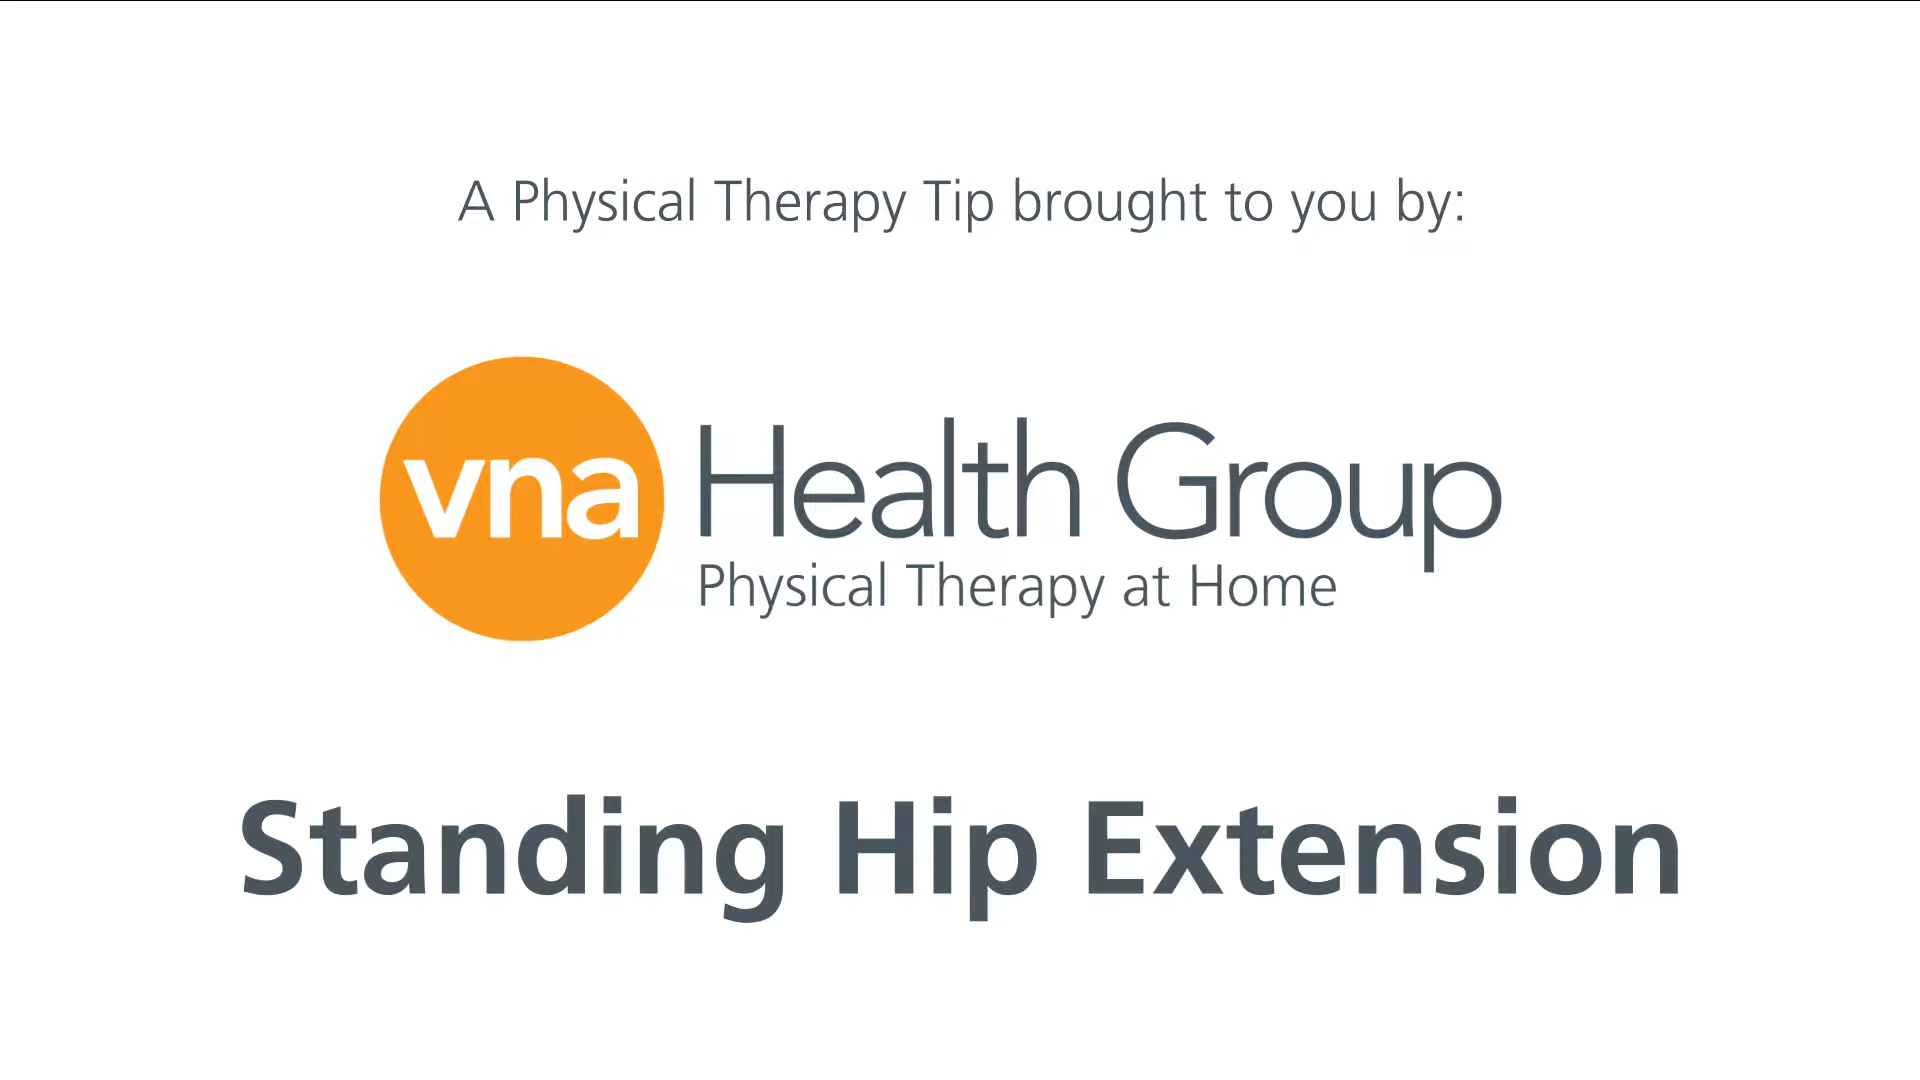 A Physical Therapy Tip brought to you by:
vna Health Group
Physical Therapy at Home
Standing Hip Extension